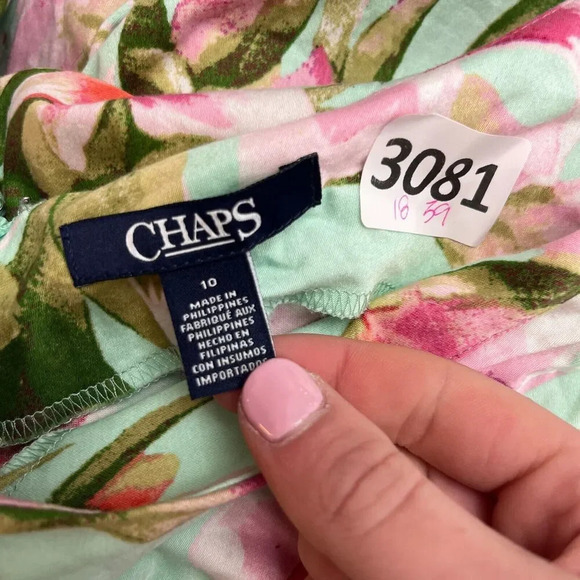 CHAPS
10
MADE IN
PHILIPPINES
FABRIQUÉ AUX
PHILIPPINES
HECHO EN
FILIPINAS
CON INSUMOS
IMPORTADOS
3081
18 39